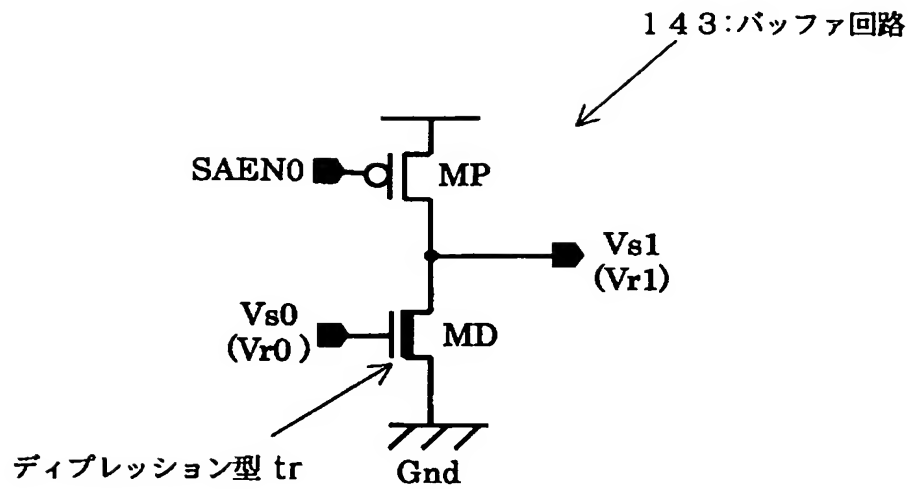 １４３:バッファ回路
SAEN0
MP
Vs1
(Vr1)
Vs0
(Vr0)
MD
ディプレッション型 tr
Gnd